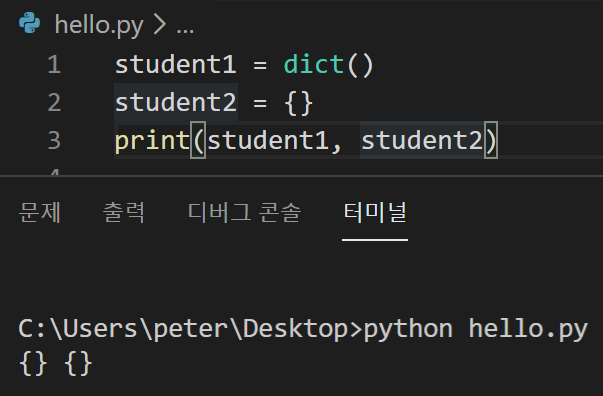 hello.py > ...
1 student1 = dict()
2 student2 = {}
3 print(student1, student2)
문제 출력 디버그 콘솔 터미널
C:\Users\peter\Desktop>python hello.py
{} {}